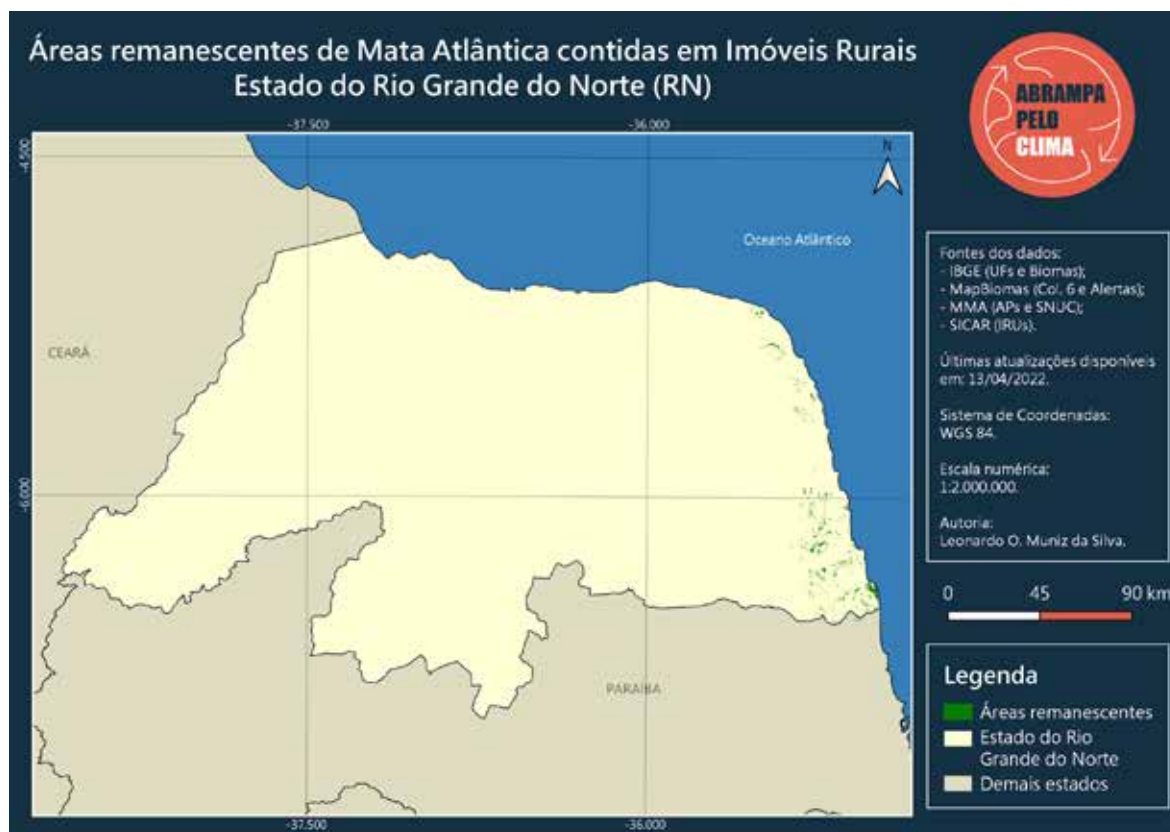 Áreas remanescentes de Mata Atlântica contidas em Imóveis Rurais
Estado do Rio Grande do Norte (RN)
ABRAMPA
PELO
CLIMA
-37.500
-36.000
-4.500
N
Oceano Atlântico
CEARÁ
-6.000
PARAÍBA
-37.500
-36.000
Fontes dos dados:
- IBGE (UFs e Biomas);
- MapBiomas (Col. 6 e Alertas);
- MMA (APs e SNUC);
- SICAR (IRUs).
Últimas atualizações disponíveis
em: 13/04/2022.
Sistema de Coordenadas:
WGS 84.
Escala numérica:
1:2.000.000.
Autoria:
Leonardo O. Muniz da Silva.
0 45 90 km
Legenda
Áreas remanescentes
Estado do Rio
Grande do Norte
Demais estados